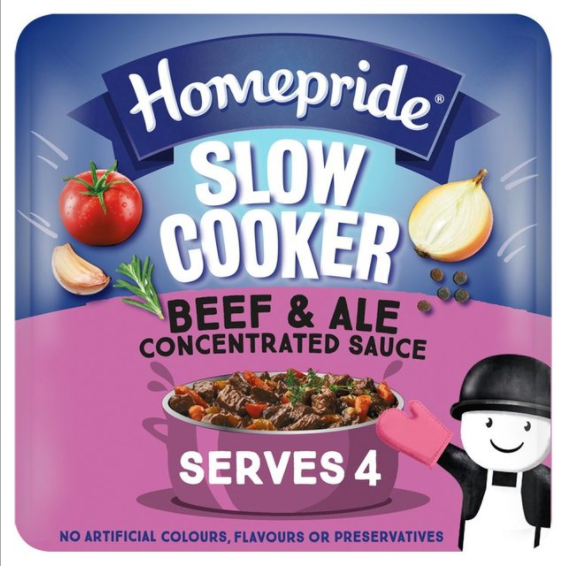 Homepride®
SLOW
COOKER
BEEF & ALE
CONCENTRATED SAUCE
SERVES 4
NO ARTIFICIAL COLOURS, FLAVOURS OR PRESERVATIVES